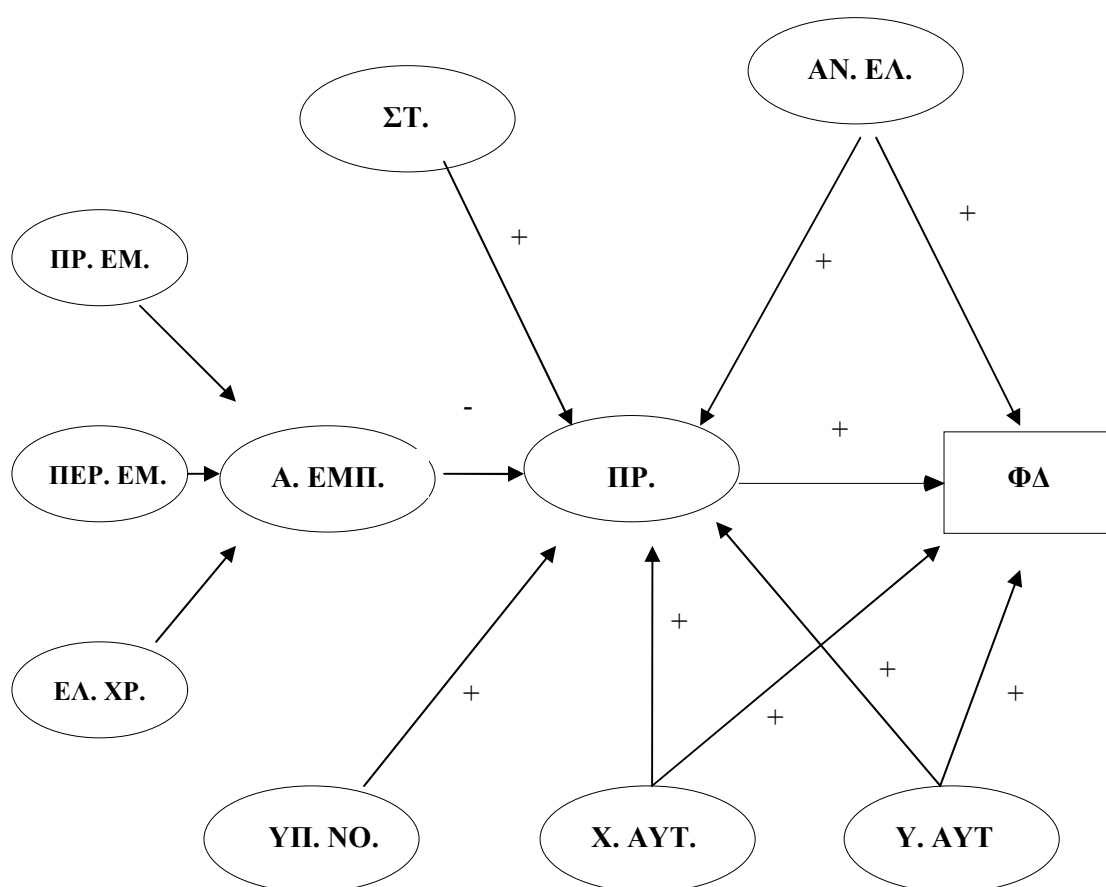 ΑΝ. ΕΛ.
ΣΤ.
+
+
+
ΠΡ. ΕΜ.
-
+
ΠΕΡ. ΕΜ.
Α. ΕΜΠ.
ΠΡ.
ΦΔ
+
+
ΕΛ. ΧΡ.
+
+
+
ΥΠ. ΝΟ.
Χ. ΑΥΤ.
Υ. ΑΥΤ